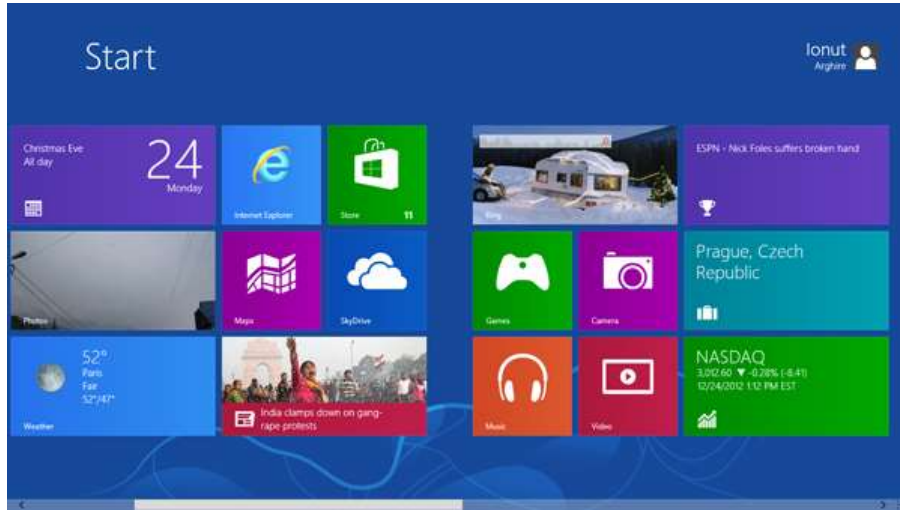 Start
Ionut
Arghire
Christmas Eve
All day
24
Monday
Internet Explorer
Store
11
Bing
ESPN - Nick Foles suffers broken hand
Photos
Maps
SkyDrive
Games
Camera
Prague, Czech
Republic
52°
Paris
Fair
52°/47°
Weather
India clamps down on gang-
rape protests
Music
Video
NASDAQ
3,012.60 ▼ -0.28% (-8.41)
12/24/2012 1:12 PM EST